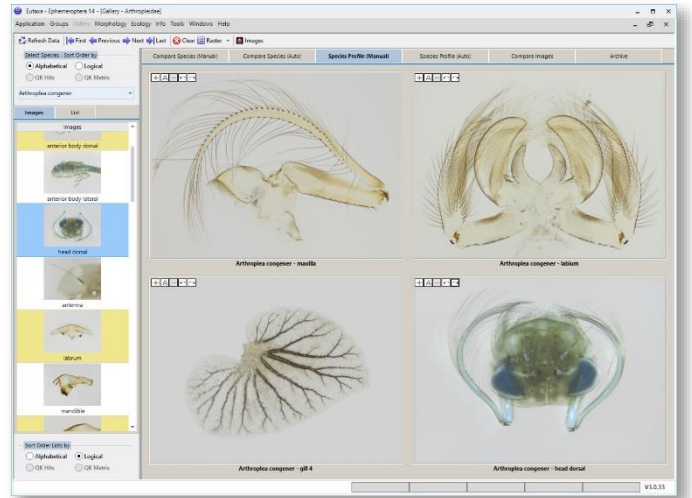 Eutaxa - Ephemeroptera 14 - [Gallery - Arthropleidae]
Application Groups Gallery Morphology Ecology Info Tools Windows Help
Refresh Data First Previous Next Last Clear Raster Images
Select Species - Sort Order by
Alphabetical Logical
QK Hits QK Matrix
Arthroplea congener
Images List
Images
anterior body dorsal
anterior body lateral
head dorsal
antenna
labrum
mandible
Sort Order Lists by
Alphabetical Logical
QK Hits QK Matrix
Compare Species (Manual) Compare Species (Auto) Species Profile (Manual) Species Profile (Auto) Compare Images Archive
Arthroplea congener - maxilla
Arthroplea congener - labium
Arthroplea congener - gill 4
Arthroplea congener - head dorsal
V3.0.33